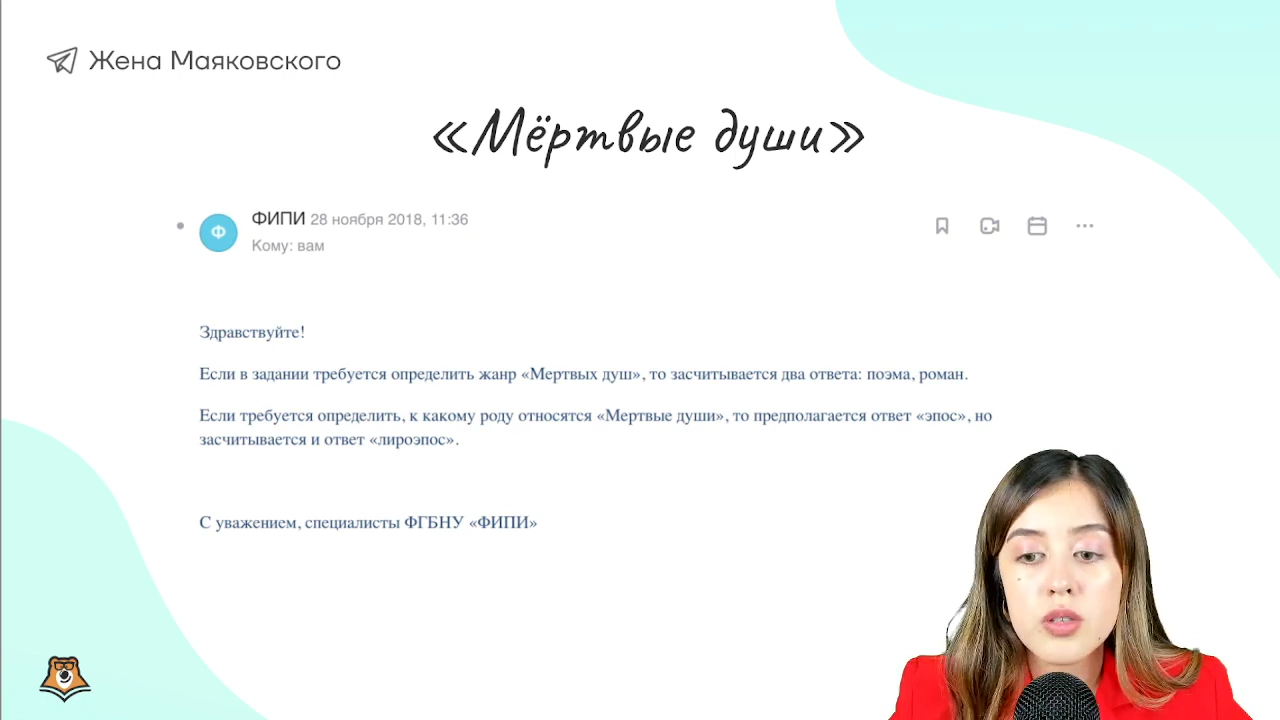 Жена Маяковского
«Мёртвые души»
ФИПИ 28 ноября 2018, 11:36
Ф
Кому: вам
Здравствуйте!
Если в задании требуется определить жанр «Мертвых душ», то засчитывается два ответа: поэма, роман.
Если требуется определить, к какому роду относятся «Мертвые души», то предполагается ответ «эпос», но
засчитывается и ответ «лироэпос».
С уважением, специалисты ФГБНУ «ФИПИ»